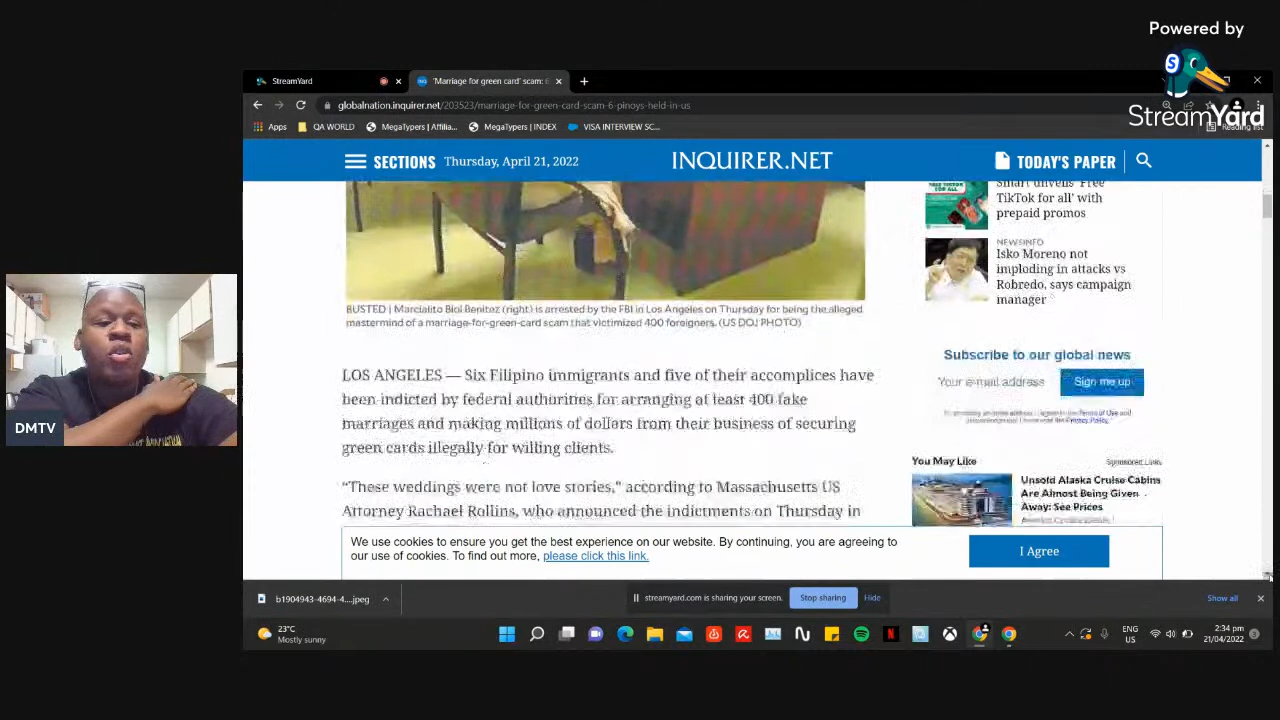 Powered by
StreamYard
StreamYard
'Marriage for green card' scam: 6
globalnation.inquirer.net/203523/marriage-for-green-card-scam-6-pinoys-held-in-us
Apps
QA WORLD
MegaTypers | Affilia...
MegaTypers | INDEX
VISA INTERVIEW SC...
Reading list
SECTIONS
Thursday, April 21, 2022
INQUIRER.NET
TODAY'S PAPER
Smart unveils 'Free
TikTok for all' with
prepaid promos
NEWSINFO
Isko Moreno not
imploding in attacks vs
Robredo, says campaign
manager
BUSTED | Marcialito Biol Benitez (right) is arrested by the FBI in Los Angeles on Thursday for being the alleged
mastermind of a marriage-for-green-card scam that victimized 400 foreigners. (US DOJ PHOTO)
Subscribe to our global news
Your e-mail address
Sign me up
LOS ANGELES — Six Filipino immigrants and five of their accomplices have
been indicted by federal authorities for arranging at least 400 fake
marriages and making millions of dollars from their business of securing
green cards illegally for willing clients.
"These weddings were not love stories," according to Massachusetts US
Attorney Rachael Rollins, who announced the indictments on Thursday in
You May Like
Sponsored Links
Unsold Alaska Cruise Cabins
Are Almost Being Given
Away: See Prices
We use cookies to ensure you get the best experience on our website. By continuing, you are agreeing to
our use of cookies. To find out more, please click this link.
I Agree
DMTV
b1904943-4694-4....jpeg
streamyard.com is sharing your screen.
Stop sharing
Hide
Show all
23°C
Mostly sunny
ENG
US
2:34 pm
21/04/2022